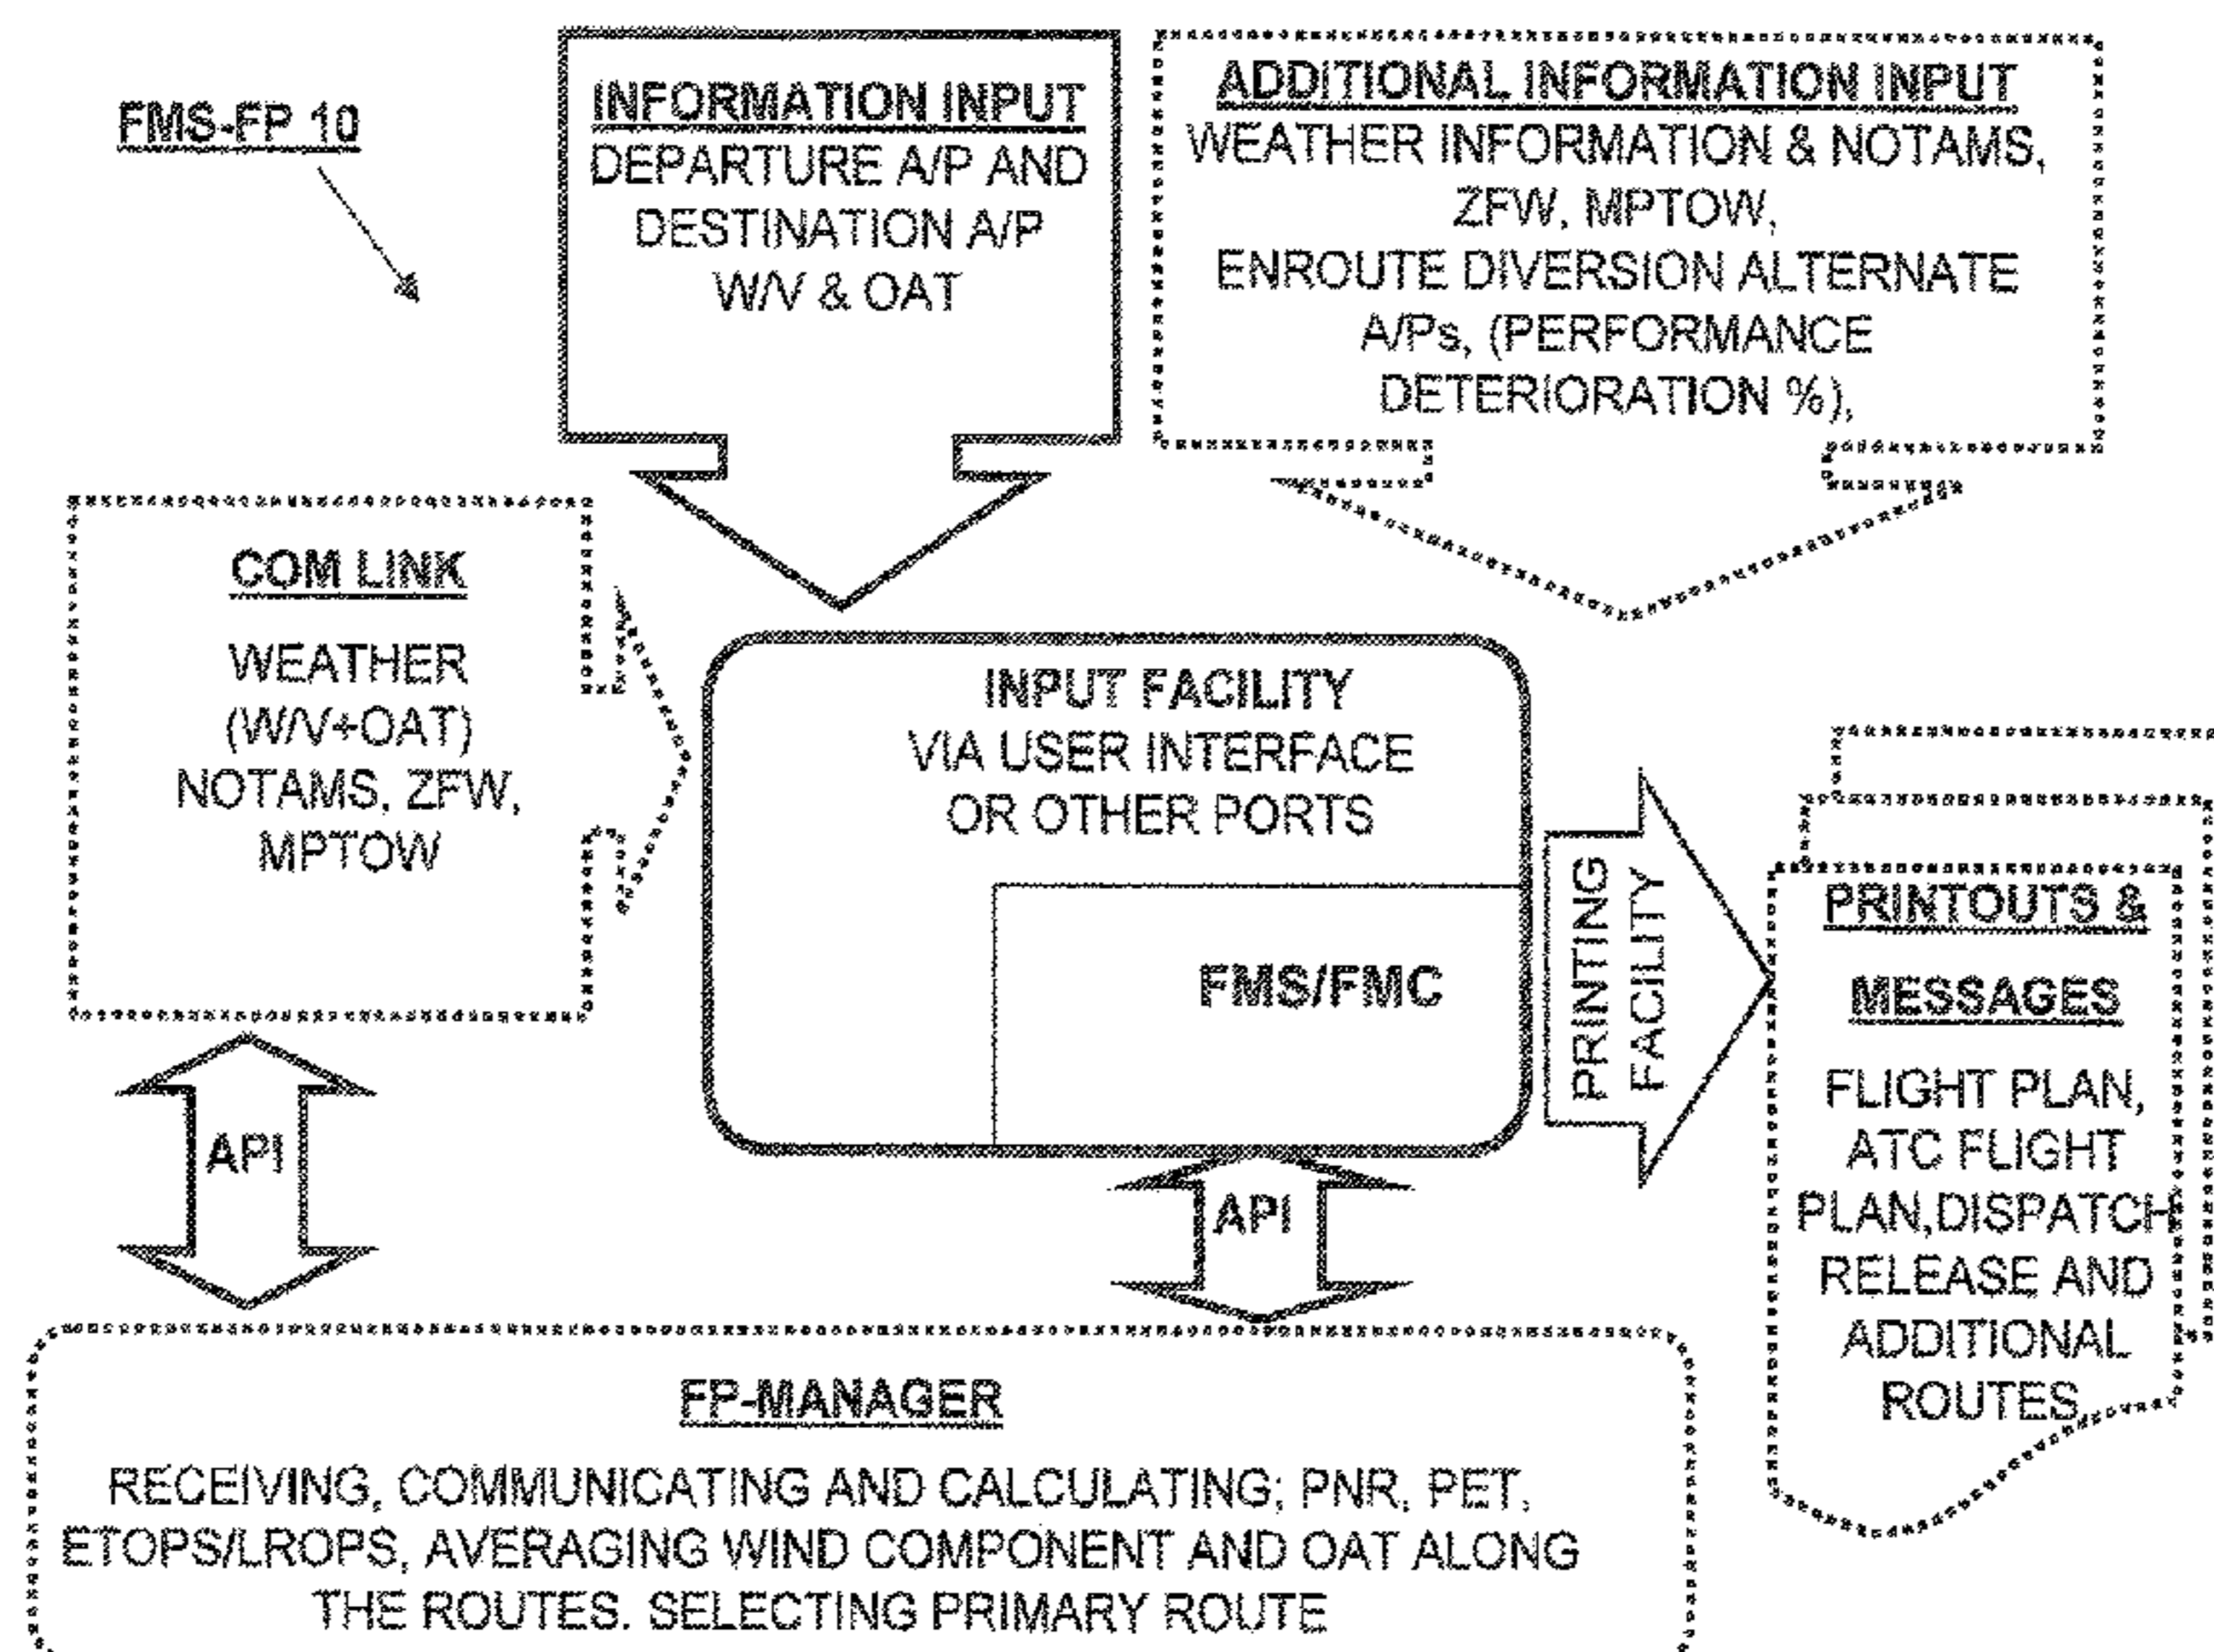 FMS-FP 10
INFORMATION INPUT
DEPARTURE A/P AND
DESTINATION A/P
W/V & OAT
ADDITIONAL INFORMATION INPUT
WEATHER INFORMATION & NOTAMS,
ZFW, MPTOW,
ENROUTE DIVERSION ALTERNATE
A/Ps, (PERFORMANCE
DETERIORATION %),
COM LINK
WEATHER
(W/V+OAT)
NOTAMS, ZFW,
MPTOW
INPUT FACILITY
VIA USER INTERFACE
OR OTHER PORTS
FMS/FMC
PRINTING
FACILITY
PRINTOUTS &
MESSAGES
FLIGHT PLAN,
ATC FLIGHT
PLAN,DISPATCH
RELEASE AND
ADDITIONAL
ROUTES
API
API
FP-MANAGER
RECEIVING, COMMUNICATING AND CALCULATING; PNR, PET,
ETOPS/LROPS, AVERAGING WIND COMPONENT AND OAT ALONG
THE ROUTES. SELECTING PRIMARY ROUTE